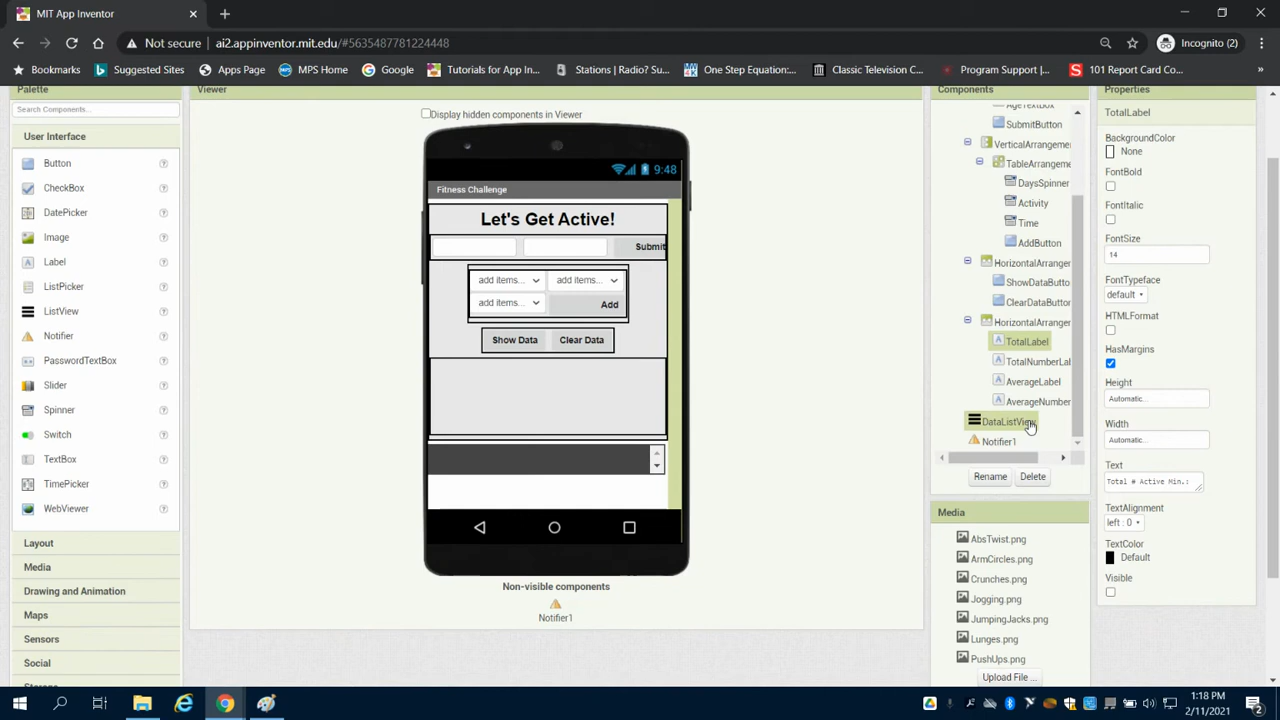 MIT App Inventor
Not secure | ai2.appinventor.mit.edu/#5635487781224448
Incognito (2)
Bookmarks
Suggested Sites
Apps Page
MPS Home
Google
Tutorials for App In...
Stations | Radio? Su...
One Step Equation:...
Classic Television C...
Program Support |...
101 Report Card Co...
»
Palette
Viewer
Components
Properties
Search Components...
User Interface
Button
CheckBox
DatePicker
Image
Label
ListPicker
ListView
Notifier
PasswordTextBox
Slider
Spinner
Switch
TextBox
TimePicker
WebViewer
Layout
Media
Drawing and Animation
Maps
Sensors
Social
Storage
Display hidden components in Viewer
9:48
Fitness Challenge
Let's Get Active!
Submit
add items...
add items...
add items...
Add
Show Data
Clear Data
Non-visible components
Notifier1
AgeTextBox
SubmitButton
VerticalArrangeme
TableArrangeme
DaysSpinner
Activity
Time
AddButton
HorizontalArranger
ShowDataButto
ClearDataButton
HorizontalArranger
TotalLabel
TotalNumberLab
AverageLabel
AverageNumber
DataListView
Notifier1
Rename
Delete
Media
AbsTwist.png
ArmCircles.png
Crunches.png
Jogging.png
JumpingJacks.png
Lunges.png
PushUps.png
Upload File ...
TotalLabel
BackgroundColor
None
FontBold
FontItalic
FontSize
14
FontTypeface
default
HTMLFormat
HasMargins
Height
Automatic...
Width
Automatic...
Text
Total # Active Min.:
TextAlignment
left : 0
TextColor
Default
Visible
1:18 PM
2/11/2021
2